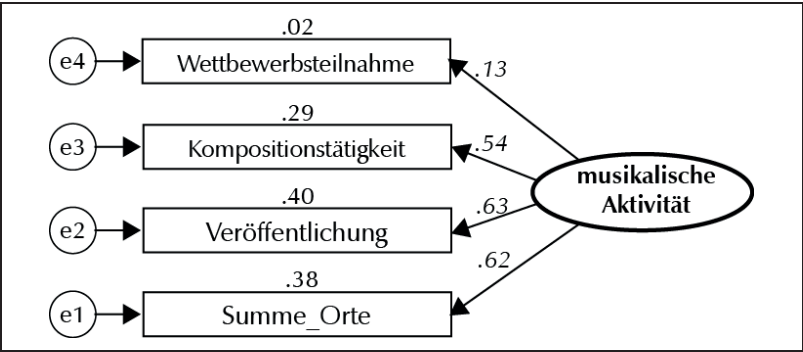 .02
e4
Wettbewerbsteilnahme
.13
.29
e3
Kompositionstätigkeit
.54
musikalische
Aktivität
.40
e2
Veröffentlichung
.63
.38
e1
Summe_Orte
.62